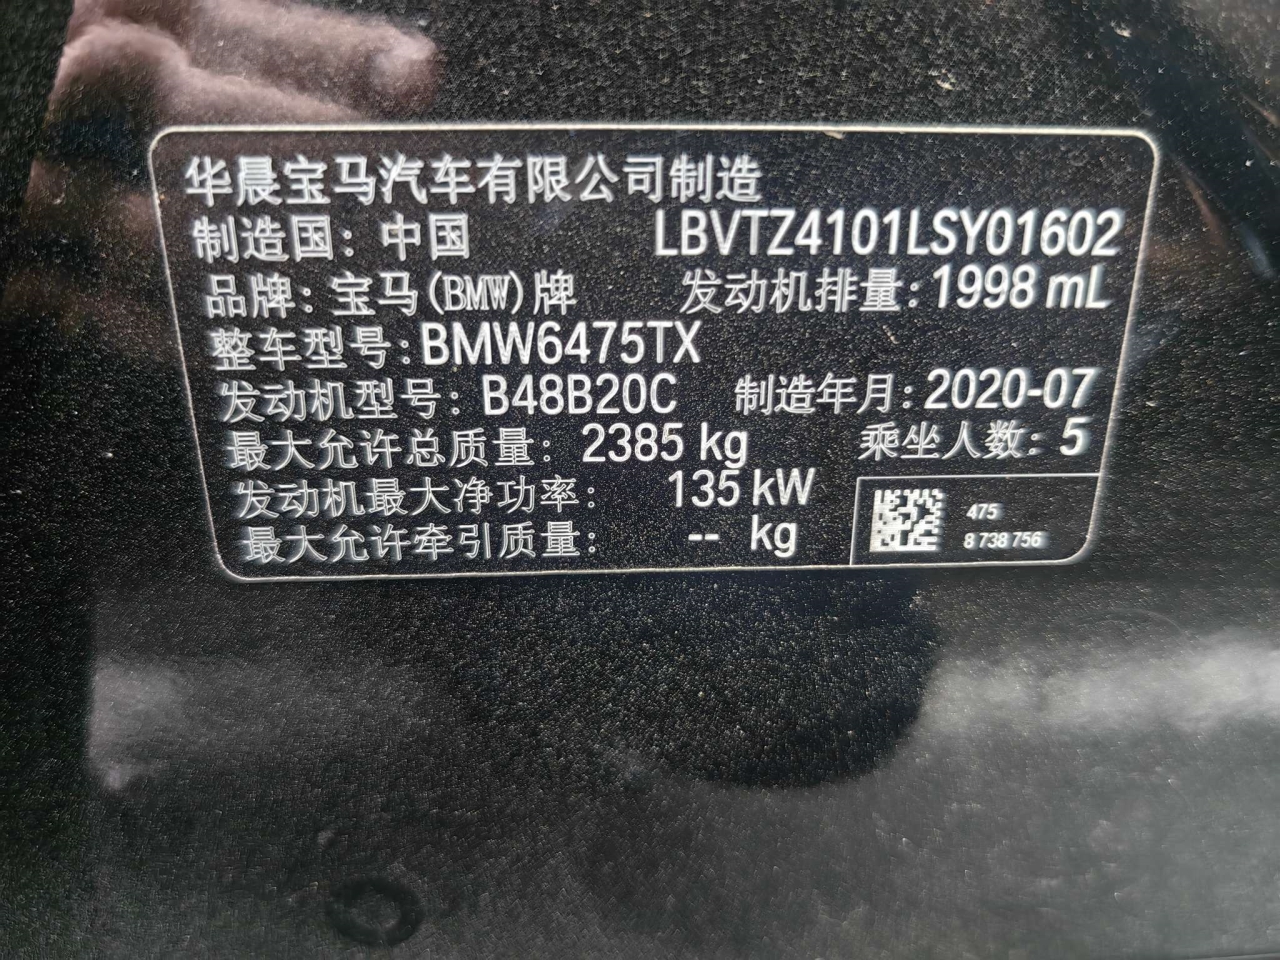 华晨宝马汽车有限公司制造
制造国：中国 LBVTZ4101LSY01602
品牌：宝马(BMW)牌 发动机排量：1998 mL
整车型号：BMW6475TX
发动机型号：B48B20C 制造年月：2020-07
最大允许总质量：2385 kg 乘坐人数：5
发动机最大净功率：135 kW
最大允许牵引质量：-- kg
475
8 738 756